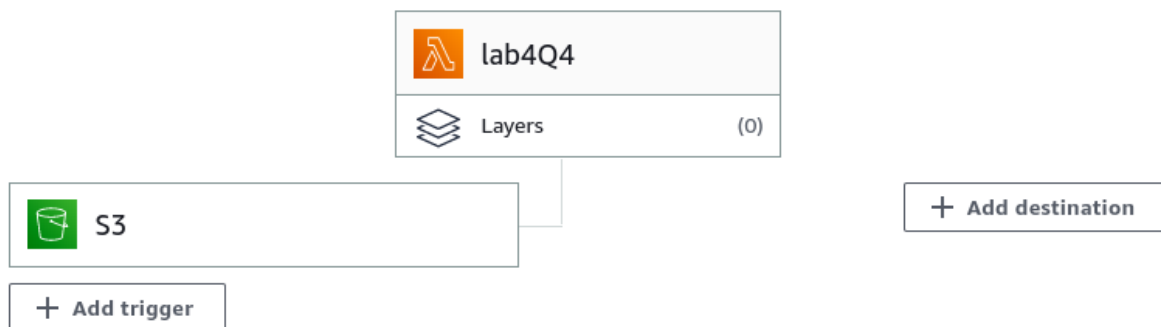 lab4Q4
Layers (0)
S3
Add destination
Add trigger